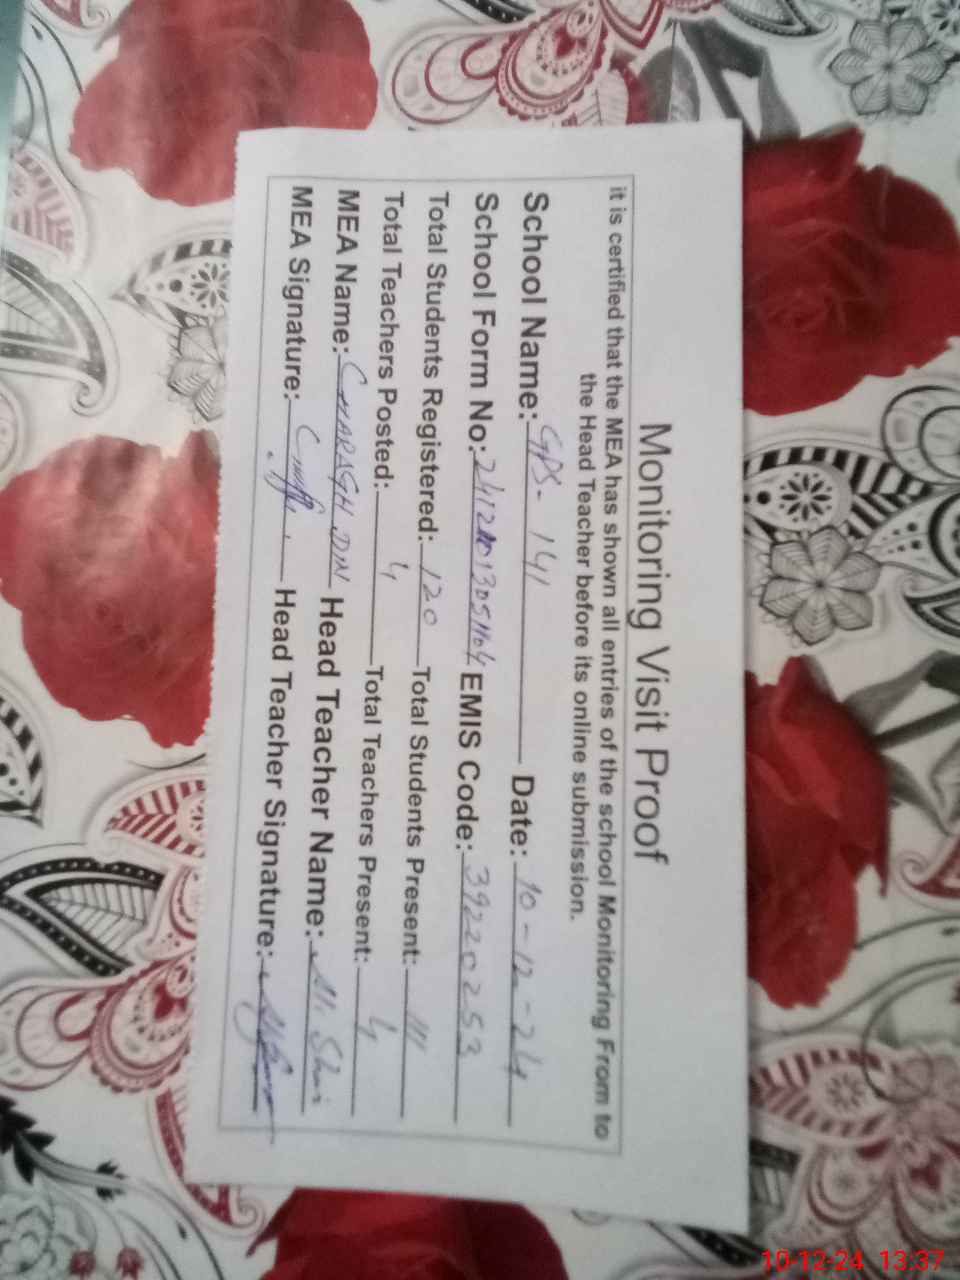 Monitoring Visit Proof
it is certified that the MEA has shown all entries of the school Monitoring From to
the Head Teacher before its online submission.
School Name: GPS-141 Date: 10-12-24
School Form No: EMIS Code: 39220253
Total Students Registered: 120 Total Students Present: 111
Total Teachers Posted: 4 Total Teachers Present: 4
MEA Name: CHARAGH DIN Head Teacher Name:
MEA Signature: Head Teacher Signature:
10-12-24 13:37